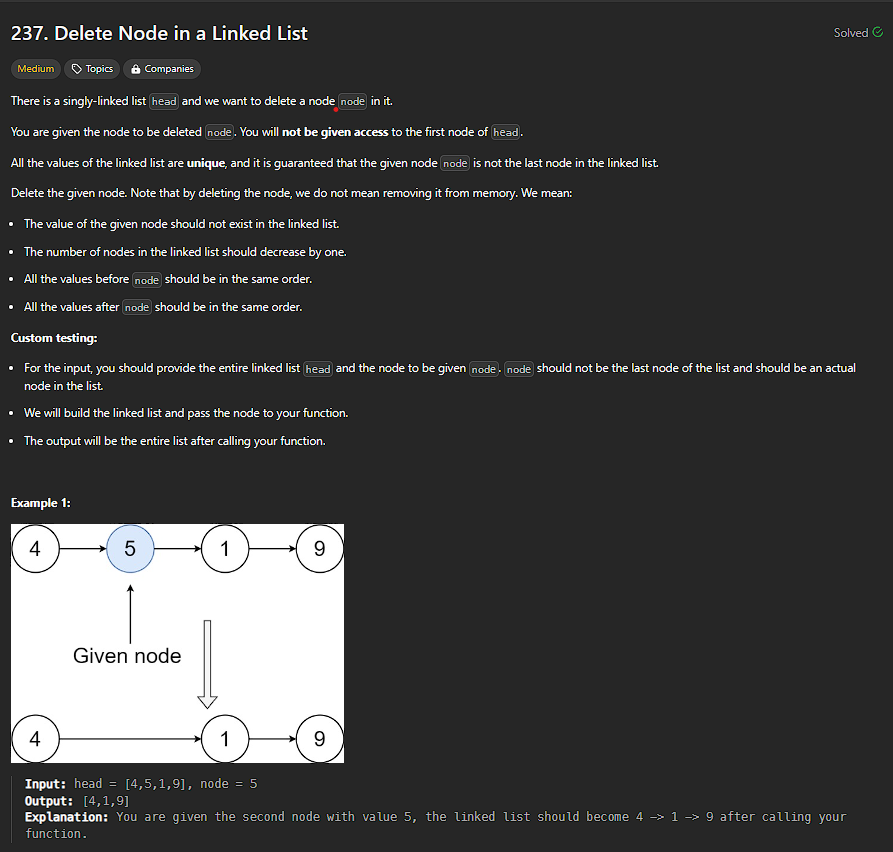 237. Delete Node in a Linked List
Solved
Medium Topics Companies
There is a singly-linked list head and we want to delete a node node in it.
You are given the node to be deleted node. You will not be given access to the first node of head.
All the values of the linked list are unique, and it is guaranteed that the given node node is not the last node in the linked list.
Delete the given node. Note that by deleting the node, we do not mean removing it from memory. We mean:
• The value of the given node should not exist in the linked list.
• The number of nodes in the linked list should decrease by one.
• All the values before node should be in the same order.
• All the values after node should be in the same order.
Custom testing:
• For the input, you should provide the entire linked list head and the node to be given node. node should not be the last node of the list and should be an actual
node in the list.
• We will build the linked list and pass the node to your function.
• The output will be the entire list after calling your function.
Example 1:
4 5 1 9
Given node
4 1 9
Input: head = [4,5,1,9], node = 5
Output: [4,1,9]
Explanation: You are given the second node with value 5, the linked list should become 4 -> 1 -> 9 after calling your
function.